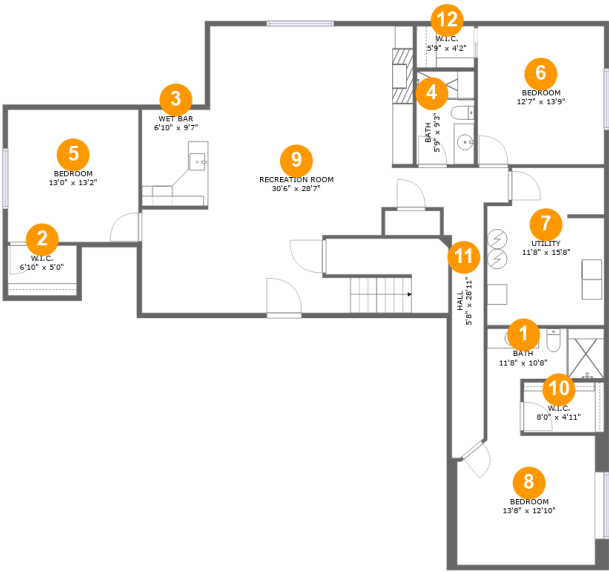 12
W.I.C.
5'9" x 4'2"
6
BEDROOM
12'7" x 13'9"
3
WET BAR
6'10" x 9'7"
4
BATH
5'9" x 9'3"
5
BEDROOM
13'0" x 13'2"
9
RECREATION ROOM
30'6" x 28'7"
2
W.I.C.
6'10" x 5'0"
7
UTILITY
11'8" x 15'8"
11
HALL
5'8" x 28'11"
1
BATH
11'8" x 10'8"
10
W.I.C.
8'0" x 4'11"
8
BEDROOM
13'8" x 12'10"